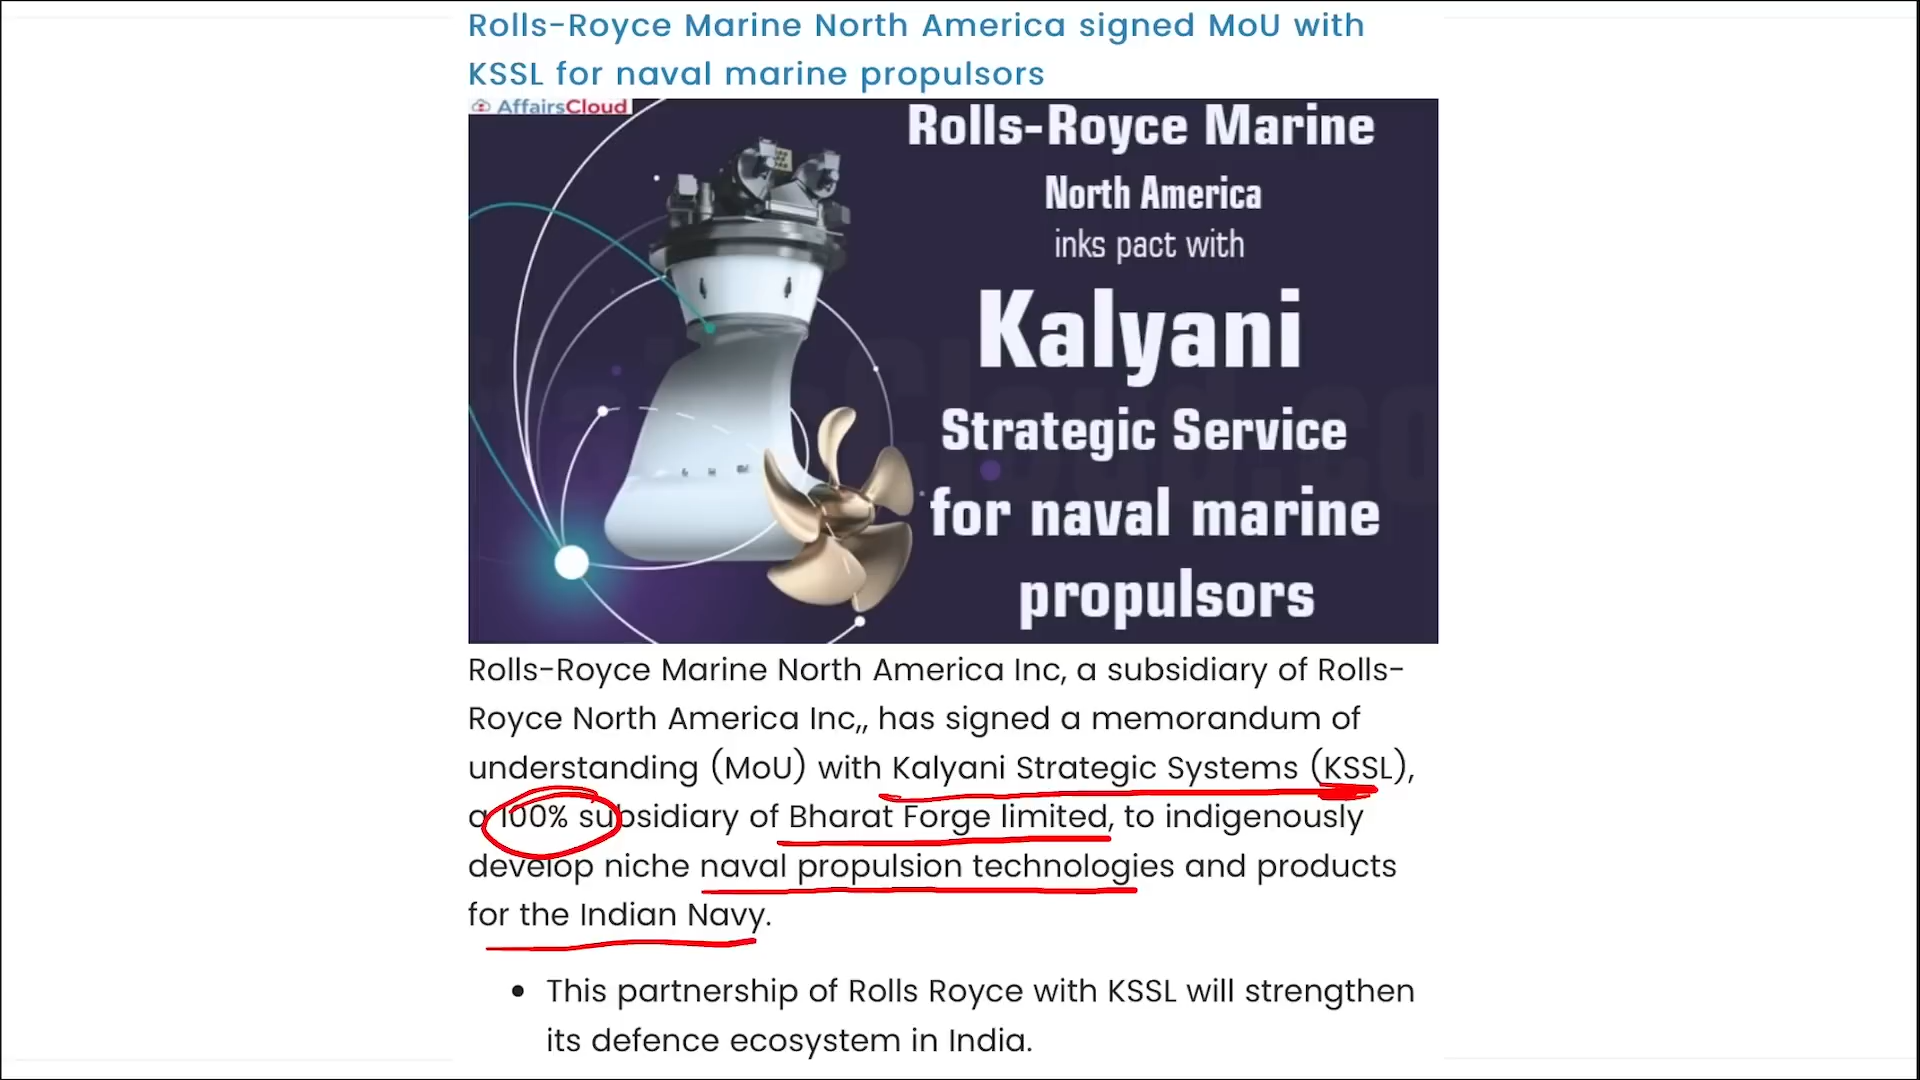 Rolls-Royce Marine North America signed MoU with
KSSL for naval marine propulsors
AffairsCloud
Rolls-Royce Marine
North America
inks pact with
Kalyani
Strategic Service
for naval marine
propulsors
Rolls-Royce Marine North America Inc, a subsidiary of Rolls-
Royce North America Inc,, has signed a memorandum of
understanding (MoU) with Kalyani Strategic Systems (KSSL),
a 100% subsidiary of Bharat Forge limited, to indigenously
develop niche naval propulsion technologies and products
for the Indian Navy.
• This partnership of Rolls Royce with KSSL will strengthen
its defence ecosystem in India.